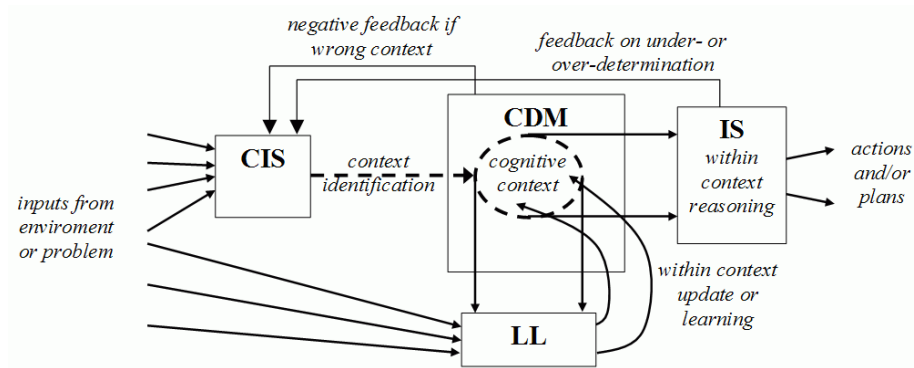 negative feedback if
wrong context
feedback on under- or
over-determination
CDM
IS
CIS
context
identification
cognitive
context
within
context
reasoning
actions
and/or
plans
inputs from
enviroment
or problem
within context
update or
learning
LL